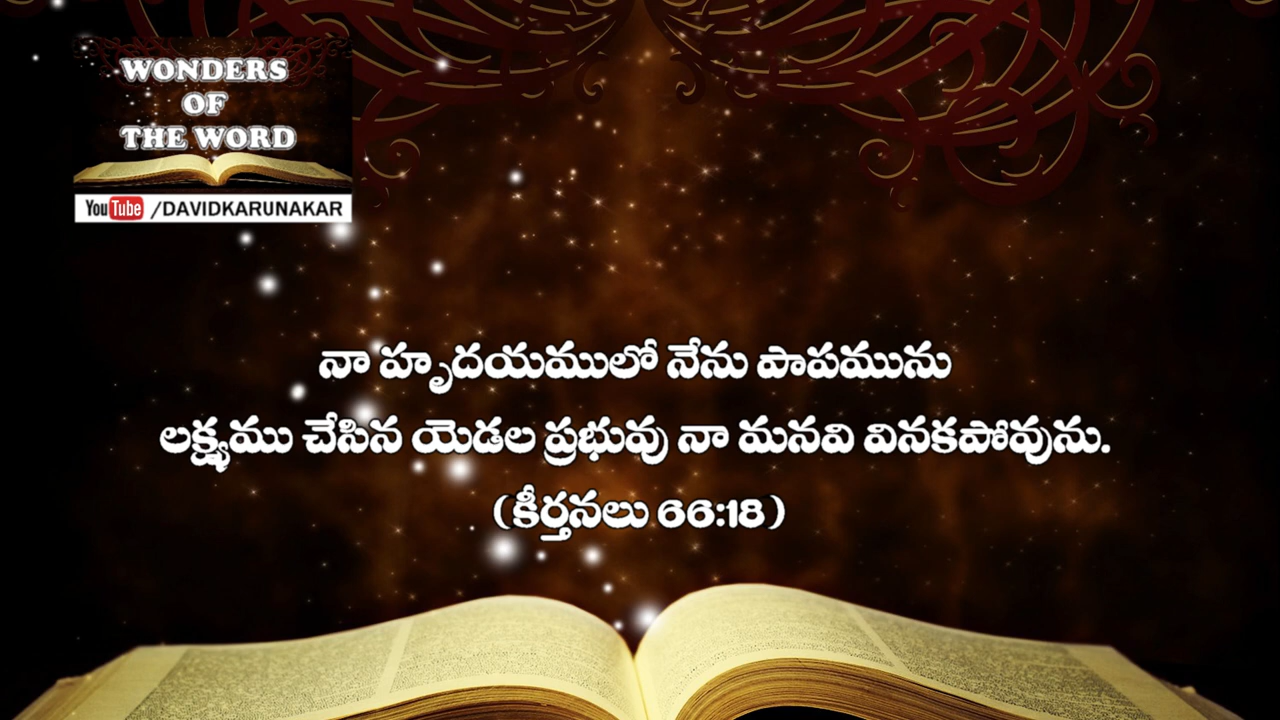 WONDERS
OF
THE WORD
YouTube /DAVIDKARUNAKAR
నా హృదయములో నేను పాపమును
లక్ష్యము చేసిన యెడల ప్రభువు నా మనవి వినకపోవును.
(కీర్తనలు 66:18)